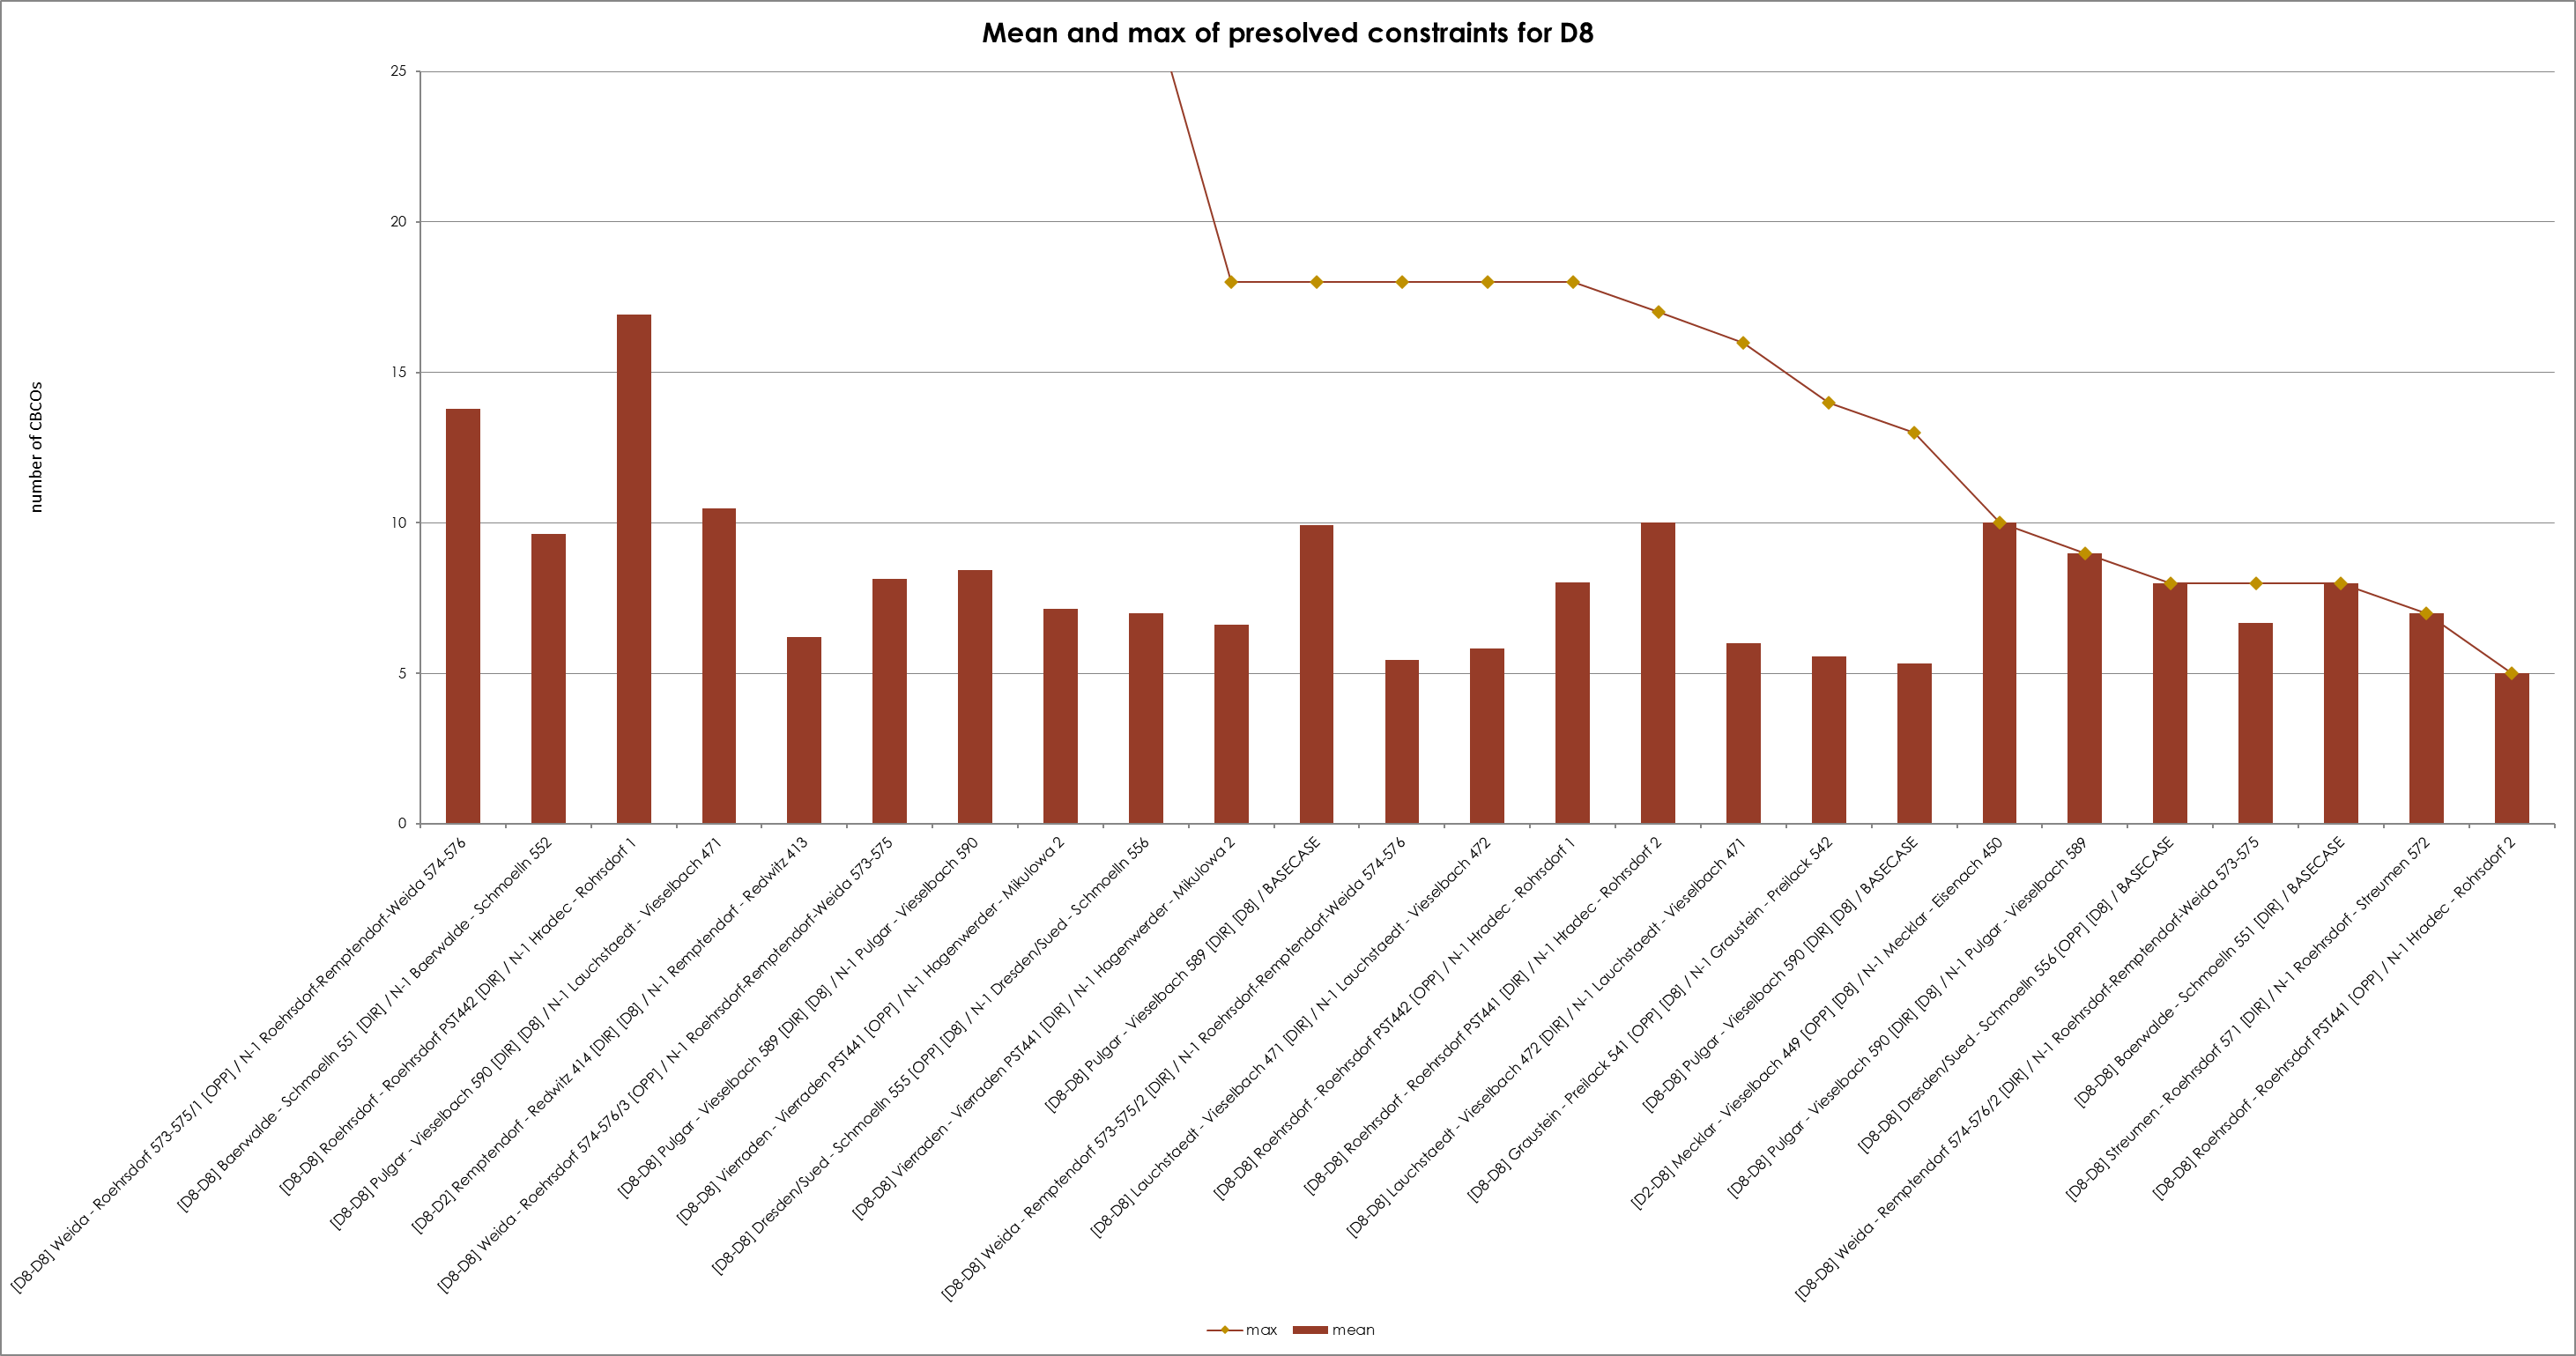 Mean and max of presolved constraints for D8
number of CBCOs
25
20
15
10
5
0
[D8-D8] Weida - Roehrsdorf 573-575/1 [OPP] / N-1 Roehrsdorf-Remptendorf-Weida 574-576
[D8-D8] Baerwalde - Schmoelln 551 [DIR] / N-1 Baerwalde - Schmoelln 552
[D8-D8] Roehrsdorf - Roehrsdorf PST442 [DIR] / N-1 Hradec - Rohrsdorf 1
[D8-D8] Pulgar - Vieselbach 590 [DIR] [D8] / N-1 Lauchstaedt - Vieselbach 471
[D8-D2] Remptendorf - Redwitz 414 [DIR] [D8] / N-1 Remptendorf - Redwitz 413
[D8-D8] Weida - Roehrsdorf 574-576/3 [OPP] / N-1 Roehrsdorf-Remptendorf-Weida 573-575
[D8-D8] Pulgar - Vieselbach 589 [DIR] [D8] / N-1 Pulgar - Vieselbach 590
[D8-D8] Vierraden - Vierraden PST441 [OPP] / N-1 Hagenwerder - Mikulowa 2
[D8-D8] Dresden/Sued - Schmoelln 555 [OPP] [D8] / N-1 Dresden/Sued - Schmoelln 556
[D8-D8] Vierraden - Vierraden PST441 [DIR] / N-1 Hagenwerder - Mikulowa 2
[D8-D8] Pulgar - Vieselbach 589 [DIR] [D8] / BASECASE
[D8-D8] Weida - Remptendorf 573-575/2 [DIR] / N-1 Roehrsdorf-Remptendorf-Weida 574-576
[D8-D8] Lauchstaedt - Vieselbach 471 [DIR] / N-1 Lauchstaedt - Vieselbach 472
[D8-D8] Roehrsdorf - Roehrsdorf PST442 [OPP] / N-1 Hradec - Rohrsdorf 1
[D8-D8] Roehrsdorf - Roehrsdorf PST441 [DIR] / N-1 Hradec - Rohrsdorf 2
[D8-D8] Lauchstaedt - Vieselbach 472 [DIR] / N-1 Lauchstaedt - Vieselbach 471
[D8-D8] Graustein - Preilack 541 [OPP] [D8] / N-1 Graustein - Preilack 542
[D8-D8] Pulgar - Vieselbach 590 [DIR] [D8] / BASECASE
[D2-D8] Mecklar - Vieselbach 449 [OPP] [D8] / N-1 Mecklar - Eisenach 450
[D8-D8] Pulgar - Vieselbach 590 [DIR] [D8] / N-1 Pulgar - Vieselbach 589
[D8-D8] Dresden/Sued - Schmoelln 556 [OPP] [D8] / BASECASE
[D8-D8] Weida - Remptendorf 574-576/2 [DIR] / N-1 Roehrsdorf-Remptendorf-Weida 573-575
[D8-D8] Baerwalde - Schmoelln 551 [DIR] / BASECASE
[D8-D8] Streumen - Roehrsdorf 571 [DIR] / N-1 Roehrsdorf - Streumen 572
[D8-D8] Roehrsdorf - Roehrsdorf PST441 [OPP] / N-1 Hradec - Rohrsdorf 2
max
mean